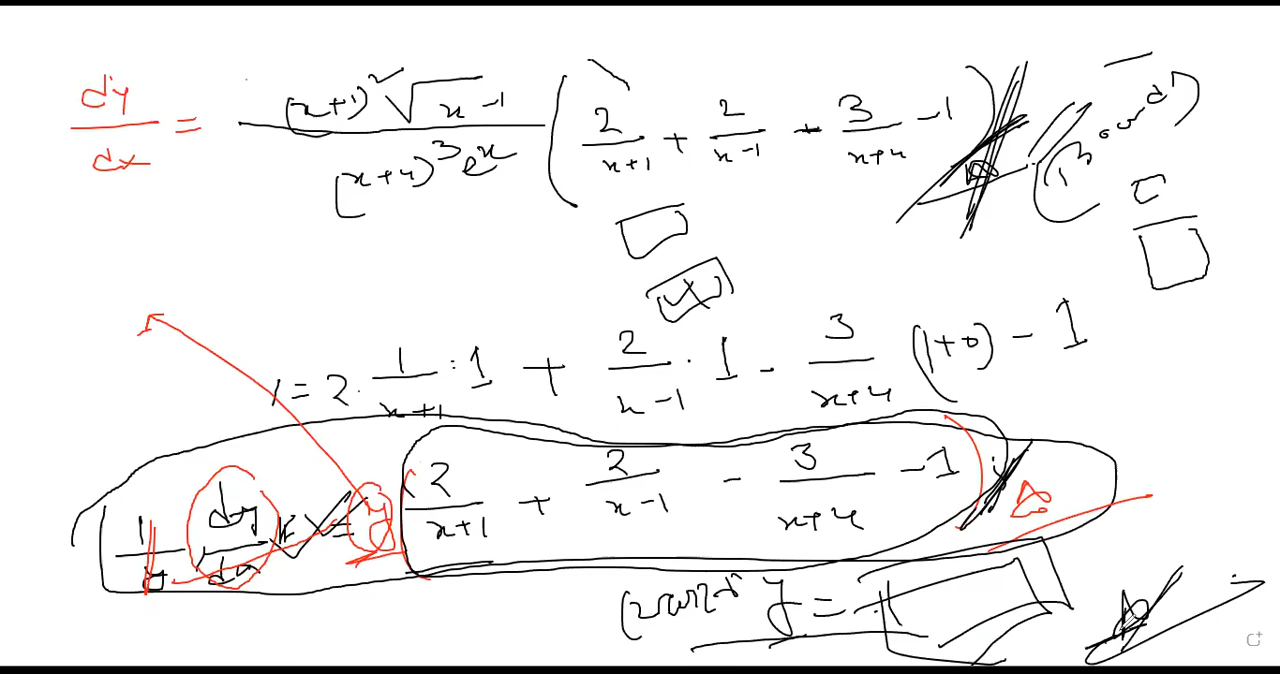 dy/dx = (x+1)² √(x-1) / (x+4)³ eˣ ( 2/(x+1) + 2/(x-1) - 3/(x+4) - 1 )
= 2 · 1/(x+1) · 1 + 2/(x-1) · 1 - 3/(x+4) (1+0) - 1
1/y dy/dx = y ( 2/(x+1) + 2/(x-1) - 3/(x+4) - 1
y =